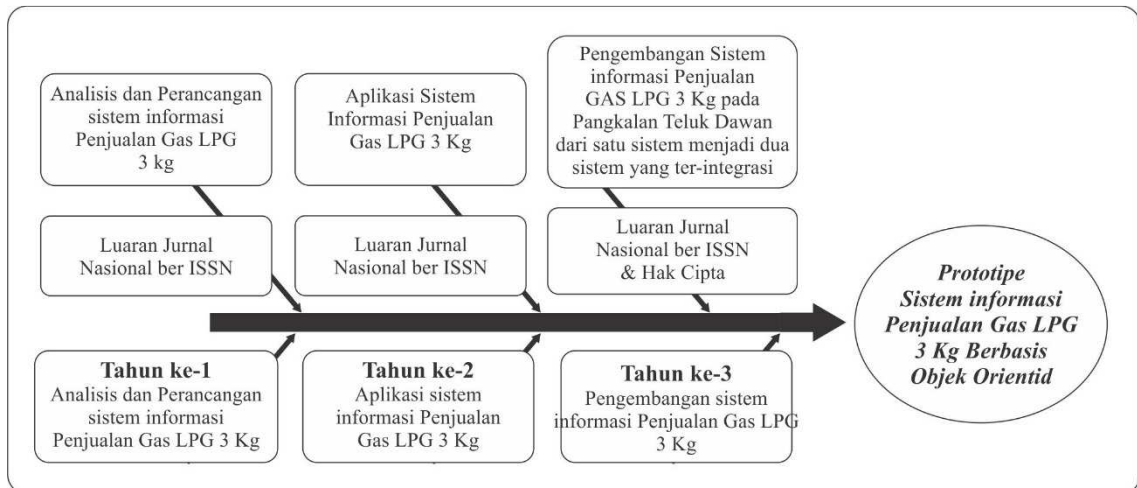 Analisis dan Perancangan
sistem informasi
Penjualan Gas LPG
3 kg
Aplikasi Sistem
Informasi Penjualan
Gas LPG 3 Kg
Pengembangan Sistem
informasi Penjualan
GAS LPG 3 Kg pada
Pangkalan Teluk Dawan
dari satu sistem menjadi dua
sistem yang ter-integrasi
Luaran Jurnal
Nasional ber ISSN
Luaran Jurnal
Nasional ber ISSN
Luaran Jurnal
Nasional ber ISSN
& Hak Cipta
Prototipe
Sistem informasi
Penjualan Gas LPG
3 Kg Berbasis
Objek Orientid
Tahun ke-1
Analisis dan Perancangan
sistem informasi
Penjualan Gas LPG 3 Kg
Tahun ke-2
Aplikasi sistem
informasi Penjualan
Gas LPG 3 Kg
Tahun ke-3
Pengembangan sistem
informasi Penjualan Gas LPG
3 Kg